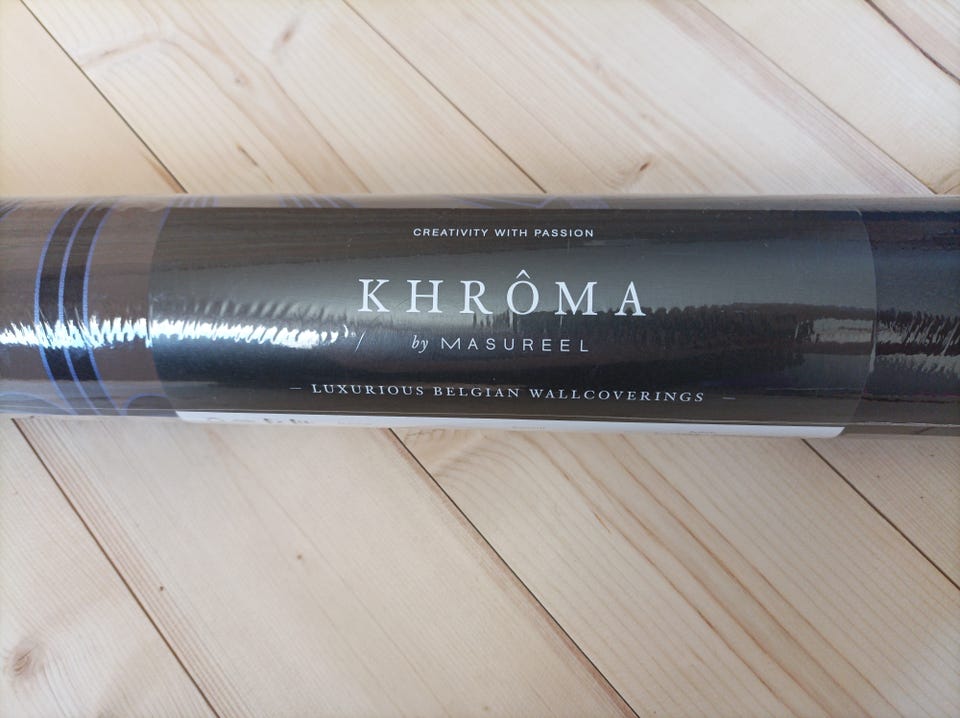 CREATIVITY WITH PASSION
KHRÔMA
by MASUREEL
– LUXURIOUS BELGIAN WALLCOVERINGS –